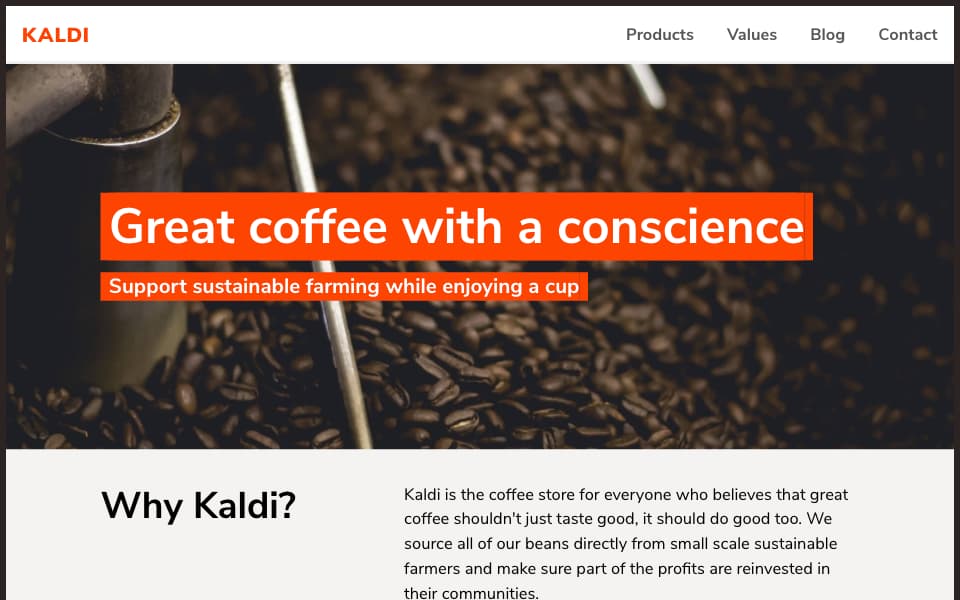 KALDI
Products Values Blog Contact
Great coffee with a conscience
Support sustainable farming while enjoying a cup
Why Kaldi?
Kaldi is the coffee store for everyone who believes that great
coffee shouldn't just taste good, it should do good too. We
source all of our beans directly from small scale sustainable
farmers and make sure part of the profits are reinvested in
their communities.